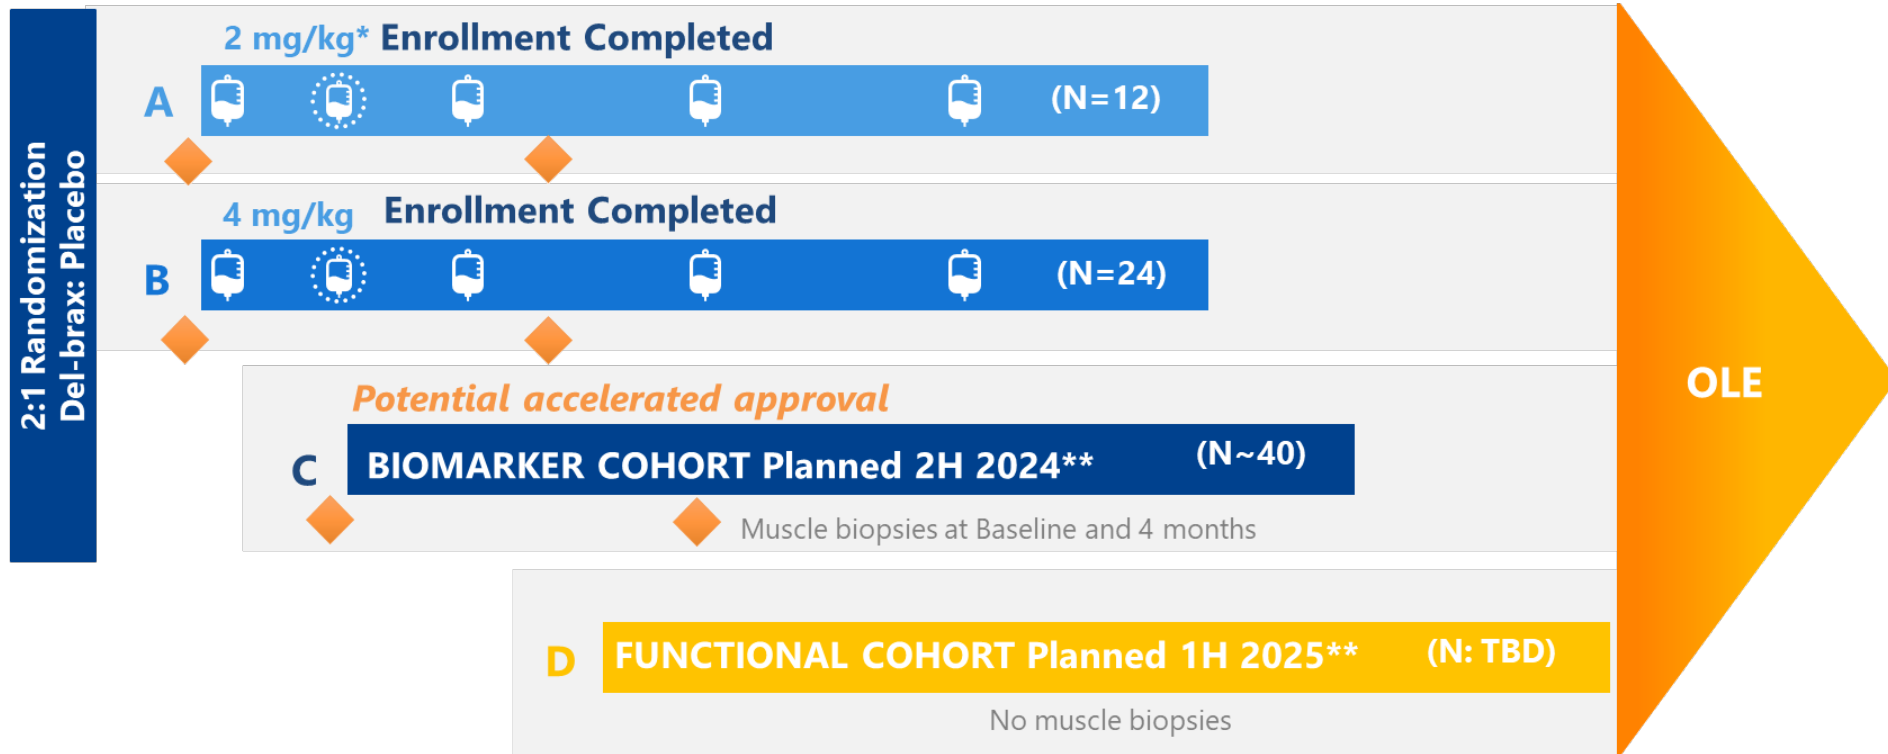 2:1 Randomization
Del-brax: Placebo
2 mg/kg* Enrollment Completed
A
(N=12)
4 mg/kg Enrollment Completed
B
(N=24)
Potential accelerated approval
C
BIOMARKER COHORT Planned 2H 2024** (N~40)
Muscle biopsies at Baseline and 4 months
D
FUNCTIONAL COHORT Planned 1H 2025** (N: TBD)
No muscle biopsies
OLE